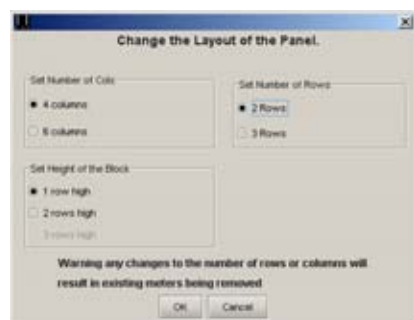 Change the Layout of the Panel.
Set Number of Cols
4 columns
6 columns
Set Number of Rows
2 Rows
3 Rows
Set Height of the Block
1 row high
2 rows high
3 rows high
Warning any changes to the number of rows or columns will
result in existing meters being removed
OK
Cancel